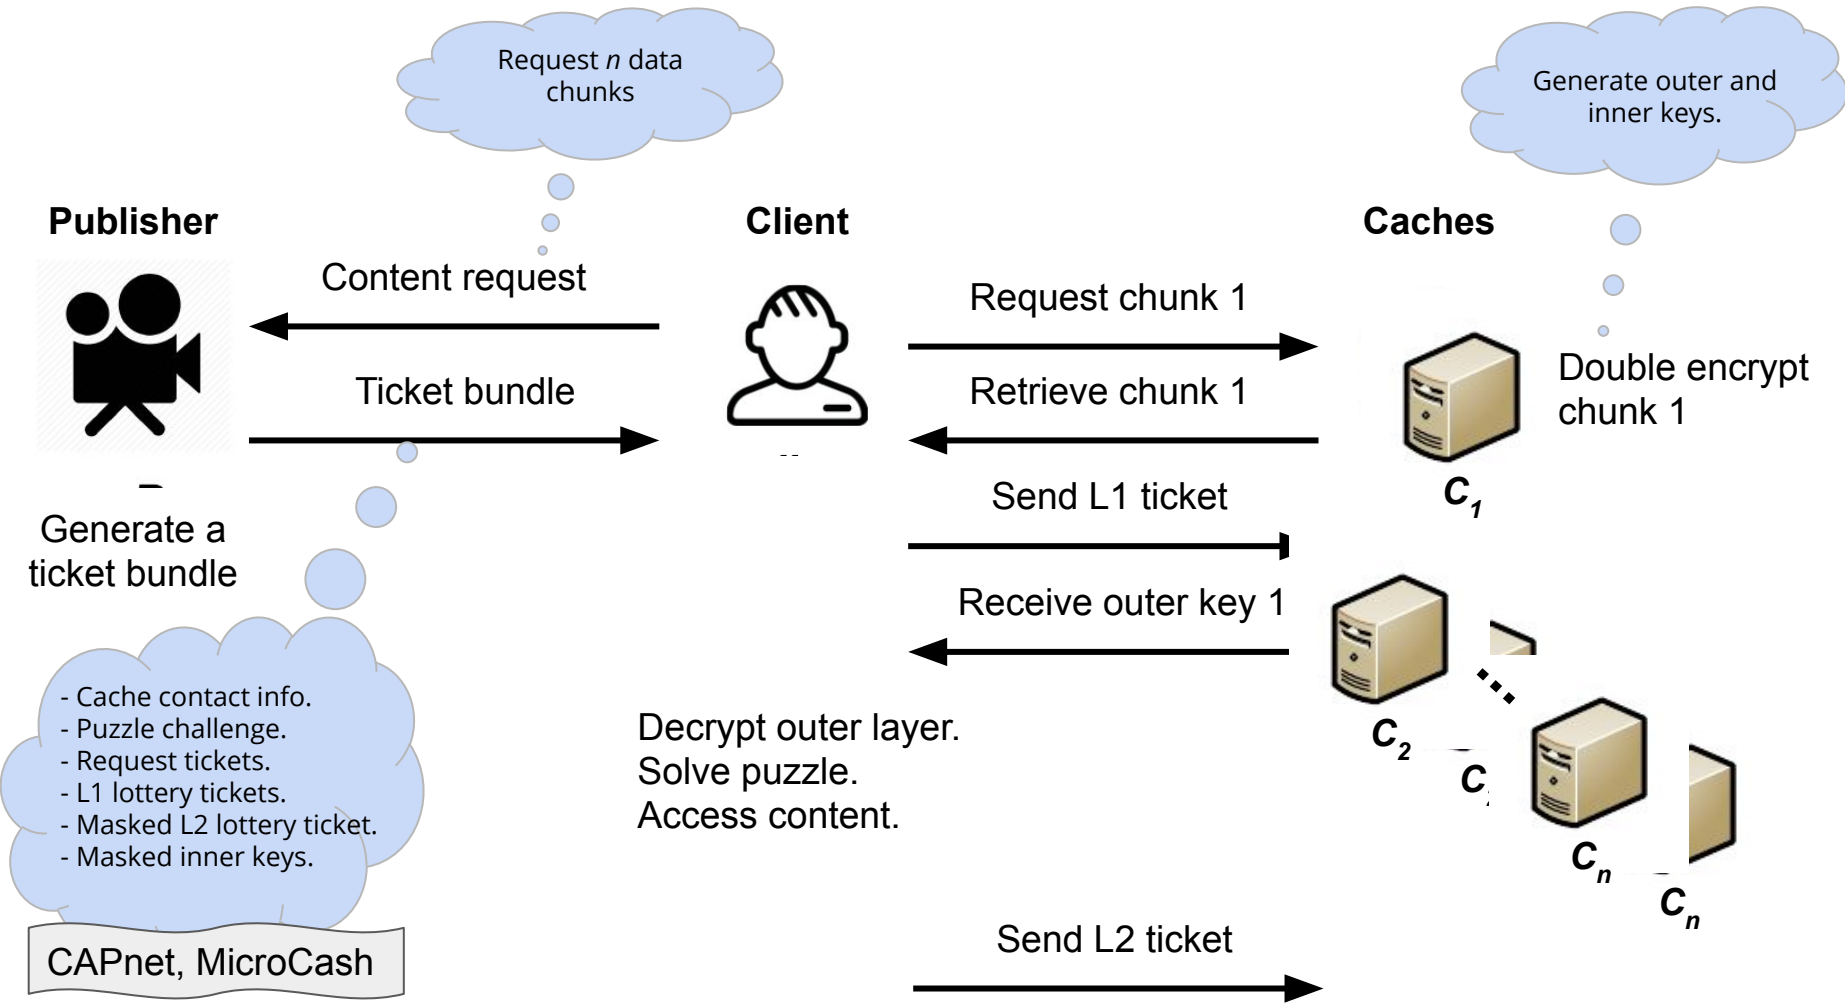 Request n data
chunks
Generate outer and
inner keys.
Publisher
Client
Caches
Content request
Ticket bundle
Request chunk 1
Retrieve chunk 1
Double encrypt
chunk 1
C1
Send L1 ticket
Generate a
ticket bundle
Receive outer key 1
- Cache contact info.
- Puzzle challenge.
- Request tickets.
- L1 lottery tickets.
- Masked L2 lottery ticket.
- Masked inner keys.
Decrypt outer layer.
Solve puzzle.
Access content.
C2
C
Cn
Cn
CAPnet, MicroCash
Send L2 ticket